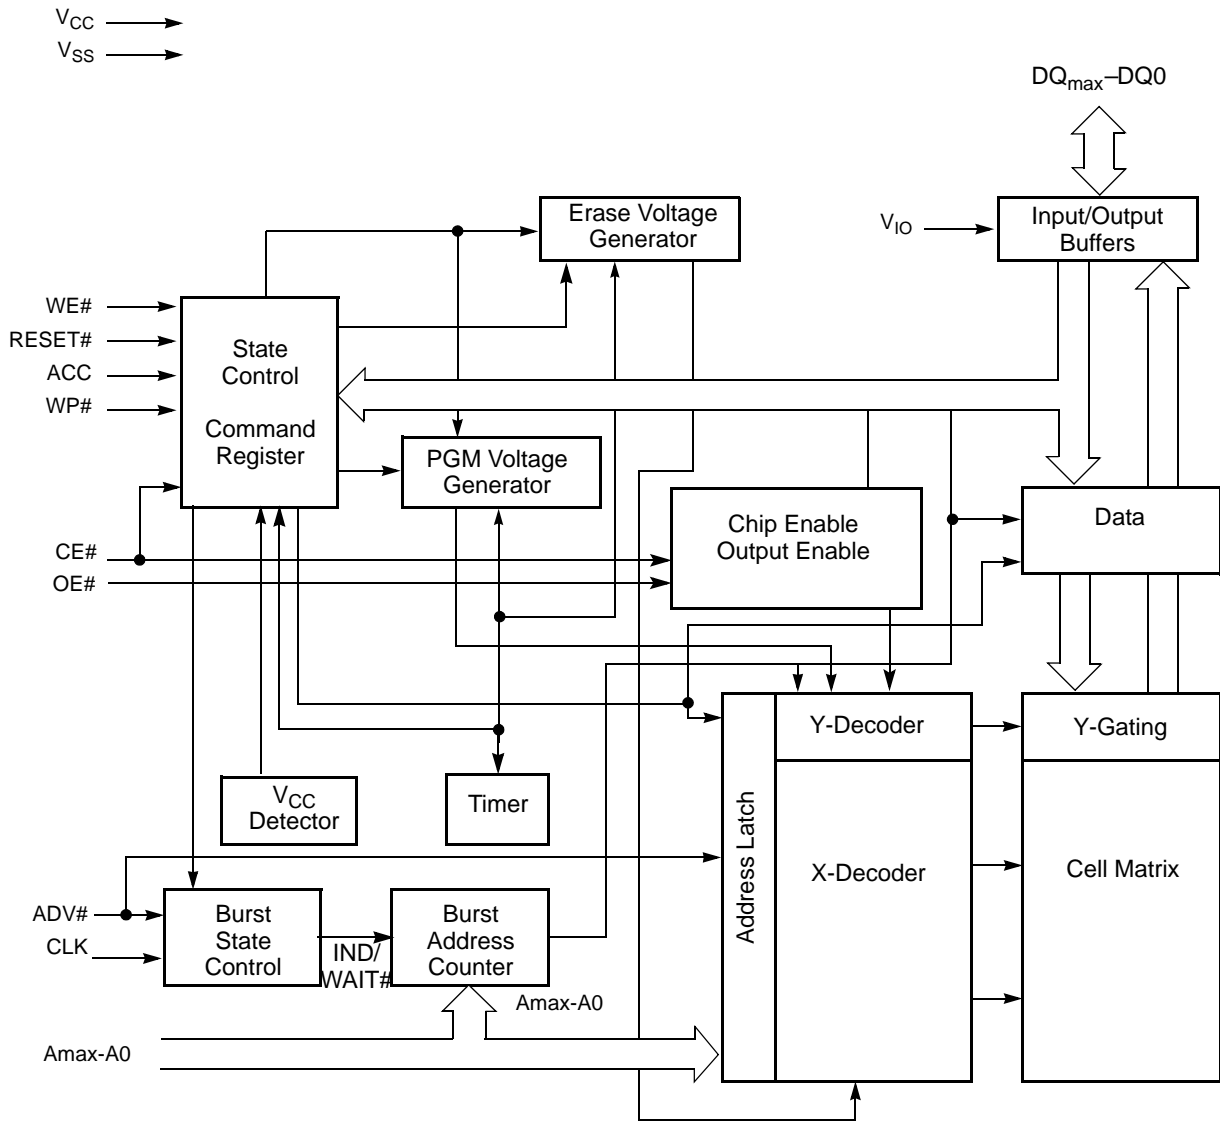 VCC
VSS
DQmax–DQ0
Erase Voltage
Generator
VIO
Input/Output
Buffers
WE#
RESET#
ACC
WP#
State
Control
Command
Register
PGM Voltage
Generator
Chip Enable
Output Enable
Data
CE#
OE#
Y-Decoder
Y-Gating
VCC
Detector
Timer
Address Latch
X-Decoder
Cell Matrix
ADV#
CLK
Burst
State
Control
IND/
WAIT#
Burst
Address
Counter
Amax-A0
Amax-A0